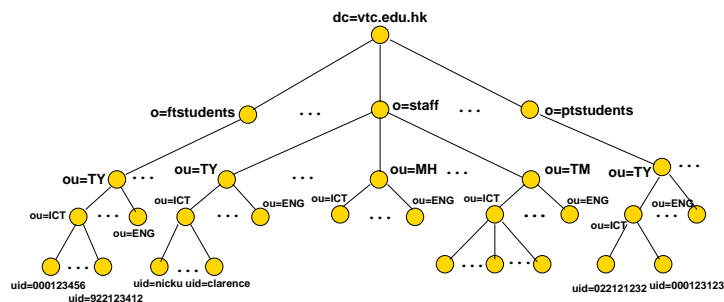 dc=vtc.edu.hk
o=ftstudents ... o=staff ... o=ptstudents
ou=TY ... ou=TY ... ou=MH ... ou=TM ou=TY ...
ou=ICT ... ou=ENG ou=ICT ... ou=ENG ou=ICT ... ou=ENG ou=ICT ... ou=ENG ou=ICT ... ou=ENG
... ... ... ...
uid=000123456 uid=922123412 uid=nicku uid=clarence uid=022121232 uid=000123123